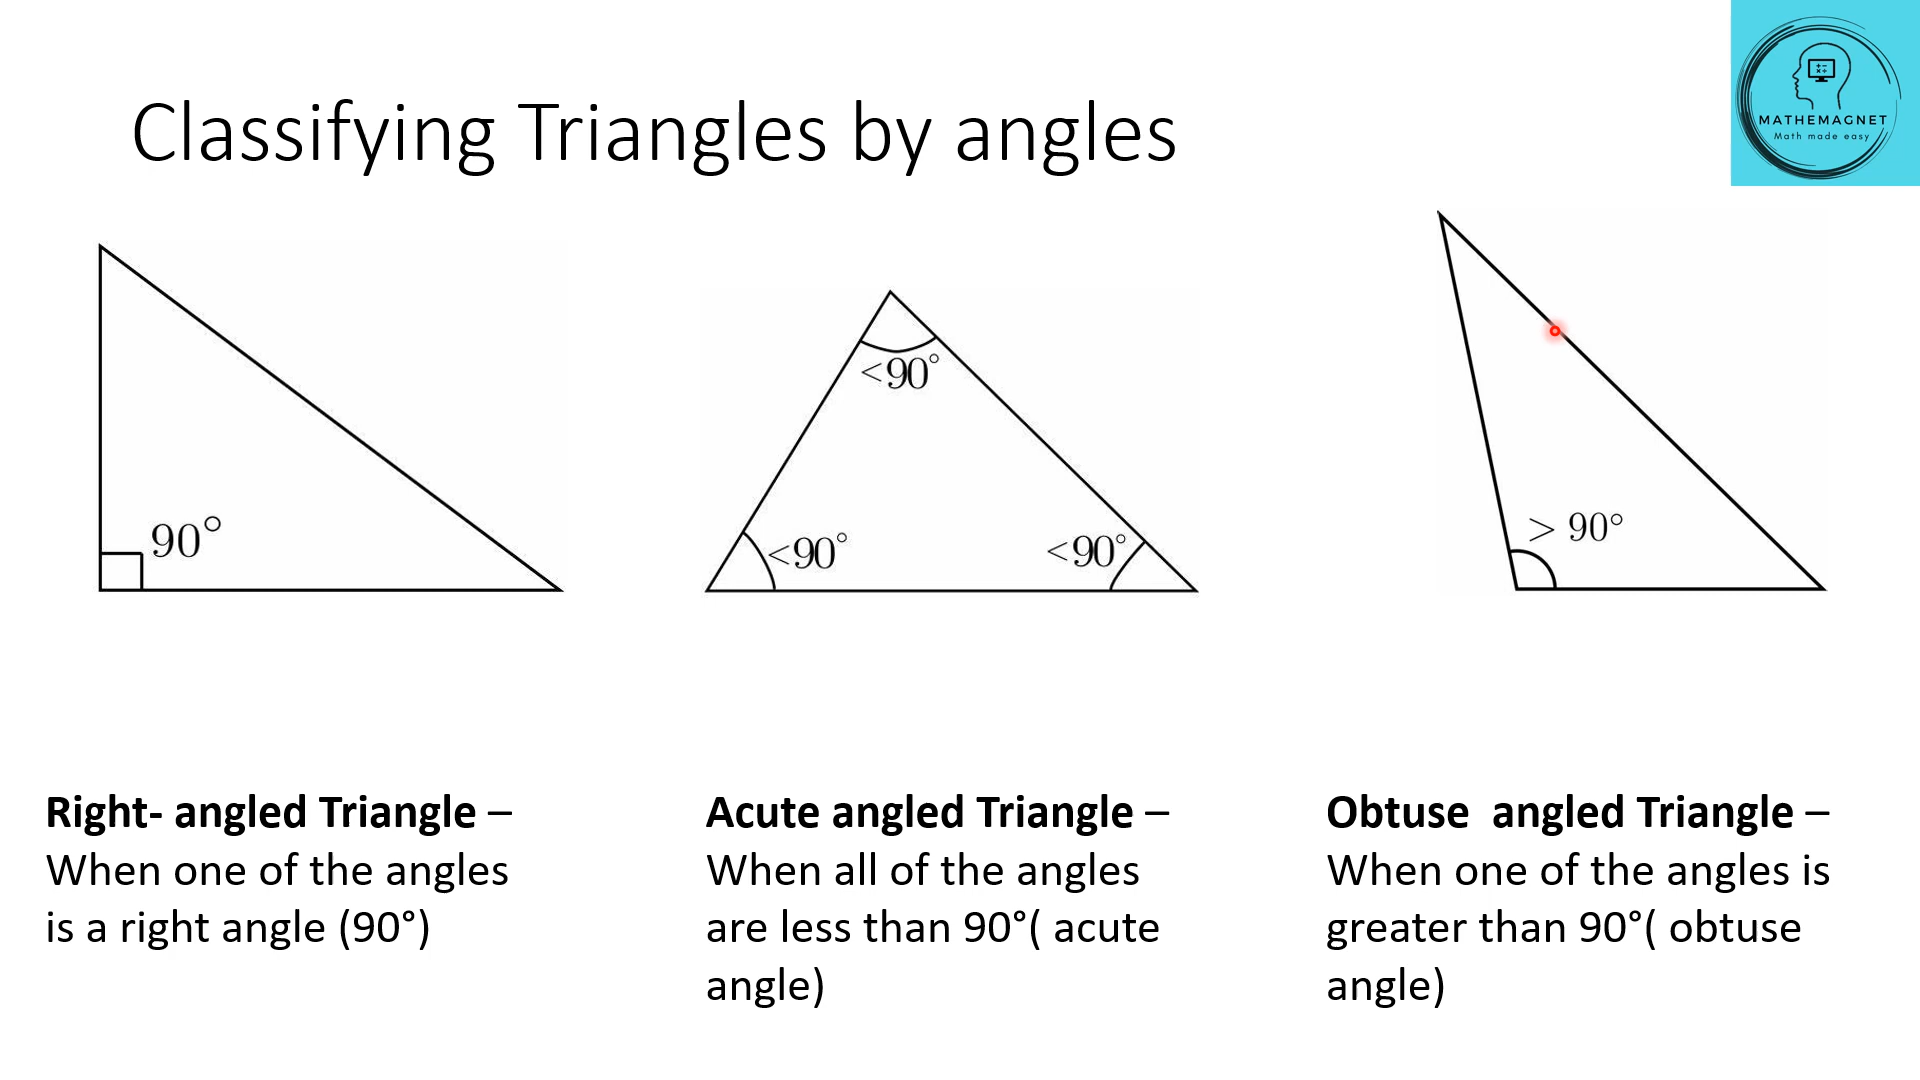 Classifying Triangles by angles
MATHEMAGNET
Math made easy
90°
<90°
<90°
<90°
> 90°
Right- angled Triangle –
When one of the angles
is a right angle (90°)
Acute angled Triangle –
When all of the angles
are less than 90°( acute
angle)
Obtuse  angled Triangle –
When one of the angles is
greater than 90°( obtuse
angle)